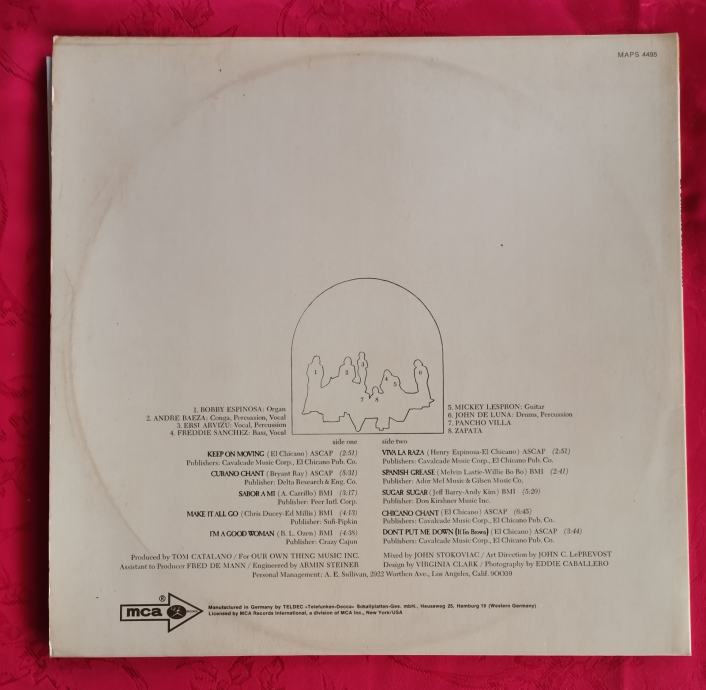 MAPS 4495
1 2 3 4 5 6 7 8
1. BOBBY ESPINOSA: Organ
2. ANDRE BAEZA: Conga, Percussion, Vocal
3. ERSI ARVIZU: Vocal, Percussion
4. FREDDIE SANCHEZ: Bass, Vocal
5. MICKEY LESPRON: Guitar
6. JOHN DE LUNA: Drums, Percussion
7. PANCHO VILLA
8. ZAPATA
side one
KEEP ON MOVING (El Chicano) ASCAP (2:51)
Publishers: Cavalcade Music Corp., El Chicano Pub. Co.
CUBANO CHANT (Bryant Ray) ASCAP (5:31)
Publisher: Delta Research & Eng. Co.
SABOR A MI (A. Carrillo) BMI (3:17)
Publisher: Peer Intl. Corp.
MAKE IT ALL GO (Chris Ducey-Ed Millis) BMI (4:13)
Publisher: Sufi-Pipkin
I'M A GOOD WOMAN (B. L. Ozen) BMI (4:38)
Publisher: Crazy Cajun
side two
VIVA LA RAZA (Henry Espinosa-El Chicano) ASCAP (2:51)
Publishers: Cavalcade Music Corp., El Chicano Pub. Co.
SPANISH GREASE (Melvin Lastie-Willie Bo Bo) BMI (2:41)
Publisher: Ador Mel Music & Gilsen Music Co.
SUGAR SUGAR (Jeff Barry-Andy Kim) BMI (5:20)
Publisher: Don Kirshner Music Inc.
CHICANO CHANT (El Chicano) ASCAP (6:45)
Publishers: Cavalcade Music Corp., El Chicano Pub. Co.
DON'T PUT ME DOWN (If I'm Brown) (El Chicano) ASCAP (3:44)
Publishers: Cavalcade Music Corp., El Chicano Pub. Co.
Produced by TOM CATALANO / For OUR OWN THING MUSIC INC. Mixed by JOHN STOKOVIAC / Art Direction by JOHN C. LePREVOST
Assistant to Producer FRED DE MANN / Engineered by ARMIN STEINER Design by VIRGINIA CLARK / Photography by EDDIE CABALLERO
Personal Management: A. E. Sullivan, 2922 Worthen Ave., Los Angeles, Calif. 90039
® mca
Manufactured in Germany by TELDEC »Telefunken-Decca« Schallplatten-Ges. mbH., Heussweg 25, Hamburg 19 (Western Germany)
Licensed by MCA Records International, a division of MCA Inc., New York/USA